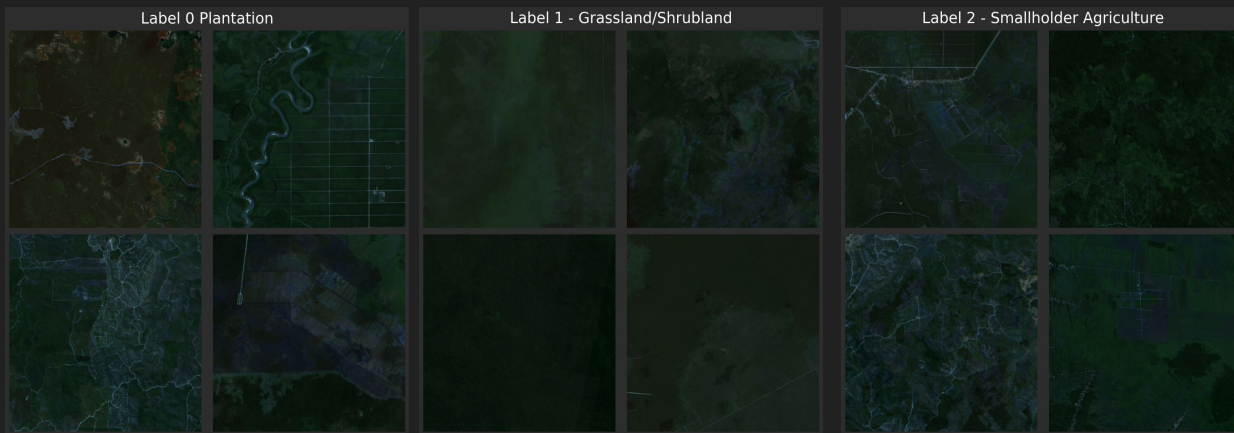 Label 0 Plantation
Label 1 - Grassland/Shrubland
Label 2 - Smallholder Agriculture